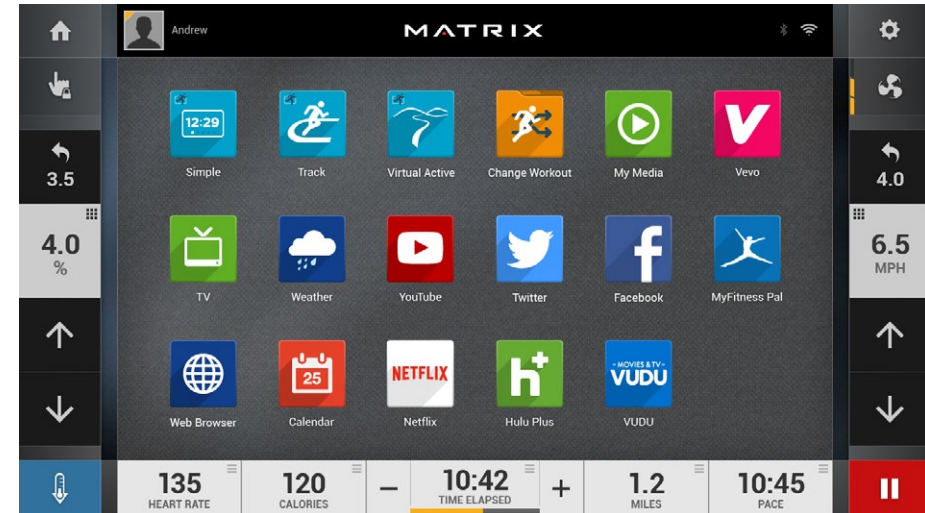 Andrew
MATRIX
3.5
4.0
%
12:29
Simple
Track
Virtual Active
Change Workout
My Media
Vevo
4.0
6.5
MPH
TV
Weather
YouTube
Twitter
Facebook
MyFitness Pal
25
NETFLIX
h+
- MOVIES & TV -
VUDU
Web Browser
Calendar
Netflix
Hulu Plus
VUDU
135
HEART RATE
120
CALORIES
−
10:42
TIME ELAPSED
+
1.2
MILES
10:45
PACE